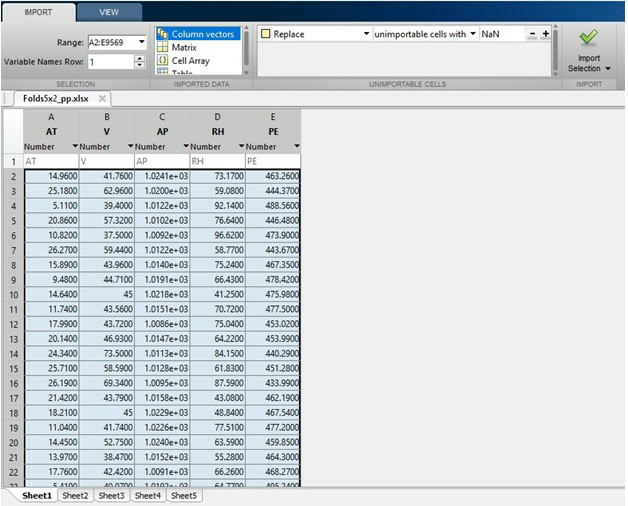 IMPORT VIEW
Range: A2:E9569
Variable Names Row: 1
SELECTION
Column vectors
Matrix
Cell Array
Table
IMPORTED DATA
Replace unimportable cells with NaN
UNIMPORTABLE CELLS
Import
Selection
IMPORT
Folds5x2_pp.xlsx
A B C D E
AT V AP RH PE
Number Number Number Number Number
1 AT V AP RH PE
2 14.9600 41.7600 1.0241e+03 73.1700 463.2600
3 25.1800 62.9600 1.0200e+03 59.0800 444.3700
4 5.1100 39.4000 1.0122e+03 92.1400 488.5600
5 20.8600 57.3200 1.0102e+03 76.6400 446.4800
6 10.8200 37.5000 1.0092e+03 96.6200 473.9000
7 26.2700 59.4400 1.0122e+03 58.7700 443.6700
8 15.8900 43.9600 1.0140e+03 75.2400 467.3500
9 9.4800 44.7100 1.0191e+03 66.4300 478.4200
10 14.6400 45 1.0218e+03 41.2500 475.9800
11 11.7400 43.5600 1.0151e+03 70.7200 477.5000
12 17.9900 43.7200 1.0086e+03 75.0400 453.0200
13 20.1400 46.9300 1.0147e+03 64.2200 453.9900
14 24.3400 73.5000 1.0113e+03 84.1500 440.2900
15 25.7100 58.5900 1.0128e+03 61.8300 451.2800
16 26.1900 69.3400 1.0095e+03 87.5900 433.9900
17 21.4200 43.7900 1.0158e+03 43.0800 462.1900
18 18.2100 45 1.0229e+03 48.8400 467.5400
19 11.0400 41.7400 1.0226e+03 77.5100 477.2000
20 14.4500 52.7500 1.0240e+03 63.5900 459.8500
21 13.9700 38.4700 1.0152e+03 55.2800 464.3000
22 17.7600 42.4200 1.0091e+03 66.2600 468.2700
5.4100 40.0700 1.0192e+03 64.7700 495.2400
Sheet1 Sheet2 Sheet3 Sheet4 Sheet5